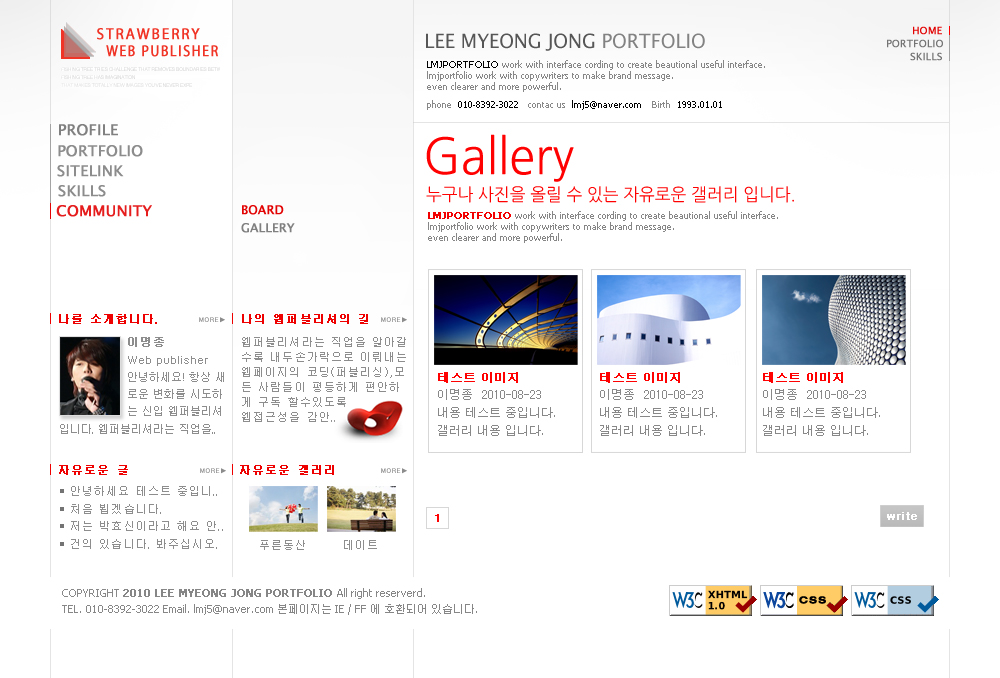 STRAWBERRY
WEB PUBLISHER
PROFILE
PORTFOLIO
SITELINK
SKILLS
COMMUNITY
BOARD
GALLERY
LEE MYEONG JONG PORTFOLIO
LMJPORTFOLIO work with interface cording to create beautional useful interface.
lmjportfolio work with copywriters to make brand message.
even clearer and more powerful.
phone 010-8392-3022 contac us lmj5@naver.com Birth 1993.01.01
HOME
PORTFOLIO
SKILLS
Gallery
누구나 사진을 올릴 수 있는 자유로운 갤러리 입니다.
LMJPORTFOLIO work with interface cording to create beautional useful interface.
lmjportfolio work with copywriters to make brand message.
even clearer and more powerful.
테스트 이미지
이명종 2010-08-23
내용 테스트 중입니다.
갤러리 내용 입니다.
테스트 이미지
이명종 2010-08-23
내용 테스트 중입니다.
갤러리 내용 입니다.
테스트 이미지
이명종 2010-08-23
내용 테스트 중입니다.
갤러리 내용 입니다.
1
write
나를 소개합니다. MORE
이명종
Web publisher
안녕하세요! 항상 새
로운 변화를 시도하
는 신입 웹퍼블리셔
입니다. 웹퍼블리셔라는 직업을..
나의 웹퍼블리셔의 길 MORE
웹퍼블리셔라는 직업을 알아갈
수록 내두손가락으로 이뤄내는
웹페이지의 코딩(퍼블리싱),모
든 사람들이 평등하게 편안하
게 구독 할수있도록
웹접근성을 감안..
자유로운 글 MORE
안녕하세요 테스트 중입니..
처음 뵙겠습니다.
저는 박효신이라고 해요 안..
건의 있습니다. 봐주십시오.
자유로운 갤러리 MORE
푸른동산
데이트
COPYRIGHT 2010 LEE MYEONG JONG PORTFOLIO All right reserverd.
TEL. 010-8392-3022 Email. lmj5@naver.com 본페이지는 IE / FF 에 호환되어 있습니다.
W3C XHTML 1.0
W3C CSS
W3C CSS